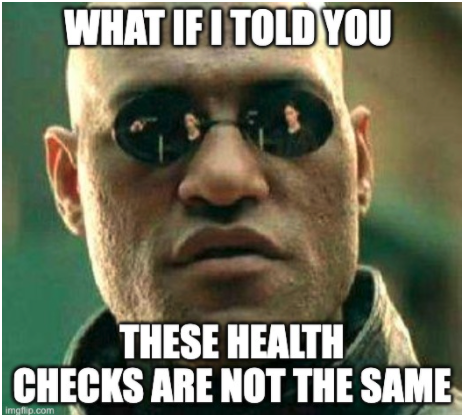 WHAT IF I TOLD YOU
THESE HEALTH
CHECKS ARE NOT THE SAME
imgflip.com